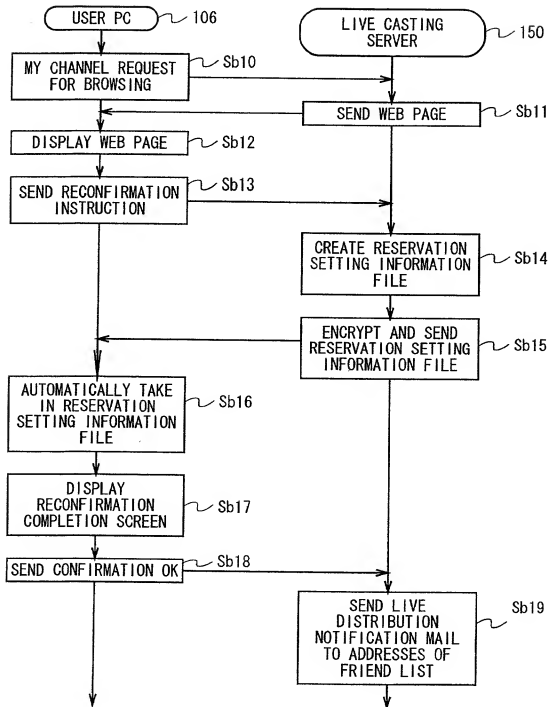 USER PC
106
LIVE CASTING
SERVER
150
MY CHANNEL REQUEST
FOR BROWSING
Sb10
SEND WEB PAGE
Sb11
DISPLAY WEB PAGE
Sb12
SEND RECONFIRMATION
INSTRUCTION
Sb13
CREATE RESERVATION
SETTING INFORMATION
FILE
Sb14
ENCRYPT AND SEND
RESERVATION SETTING
INFORMATION FILE
Sb15
AUTOMATICALLY TAKE
IN RESERVATION
SETTING INFORMATION
FILE
Sb16
DISPLAY
RECONFIRMATION
COMPLETION SCREEN
Sb17
SEND CONFIRMATION OK
Sb18
SEND LIVE
DISTRIBUTION
NOTIFICATION MAIL
TO ADDRESSES OF
FRIEND LIST
Sb19